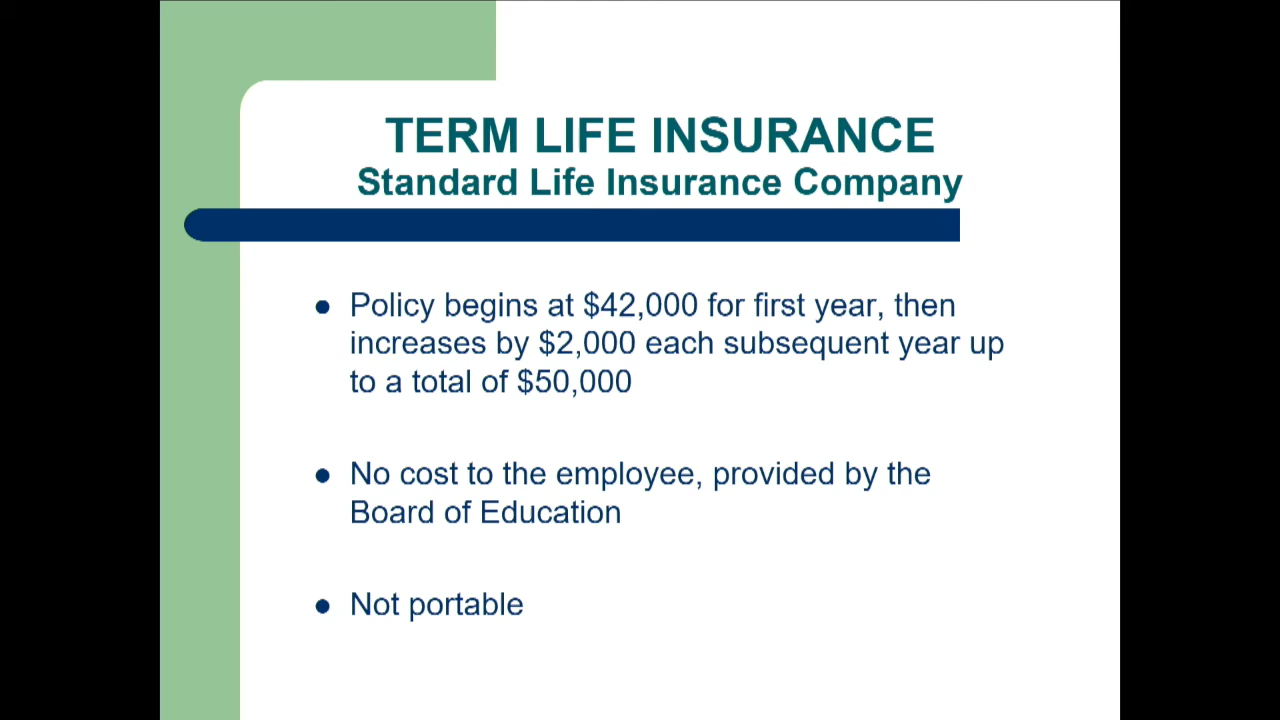 TERM LIFE INSURANCE
Standard Life Insurance Company
Policy begins at $42,000 for first year, then
increases by $2,000 each subsequent year up
to a total of $50,000
No cost to the employee, provided by the
Board of Education
Not portable